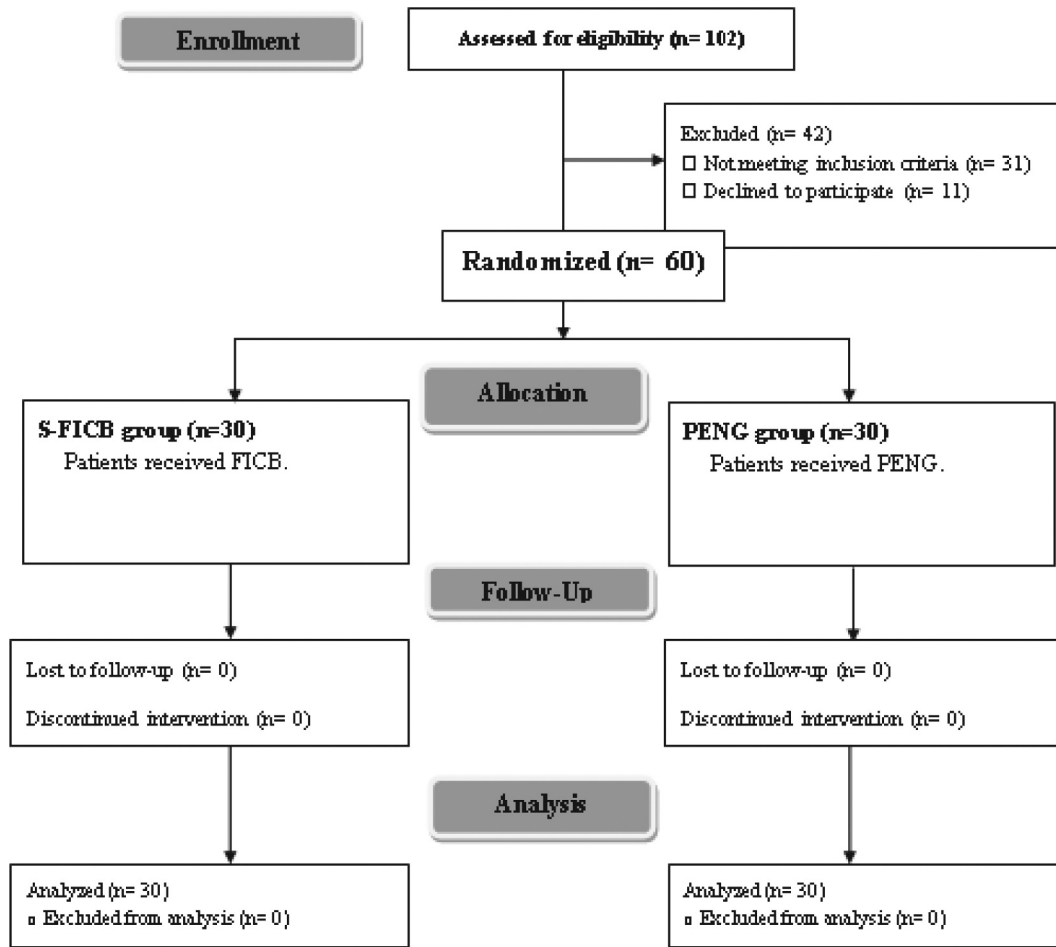 Enrollment
Assessed for eligibility (n= 102)
Excluded (n= 42)
□ Not meeting inclusion criteria (n= 31)
□ Declined to participate (n= 11)
Randomized (n= 60)
Allocation
S-FICB group (n=30)
Patients received FICB.
PENG group (n=30)
Patients received PENG.
Follow-Up
Lost to follow-up (n= 0)
Discontinued intervention (n= 0)
Lost to follow-up (n= 0)
Discontinued intervention (n= 0)
Analysis
Analyzed (n= 30)
□ Excluded from analysis (n= 0)
Analyzed (n= 30)
□ Excluded from analysis (n= 0)